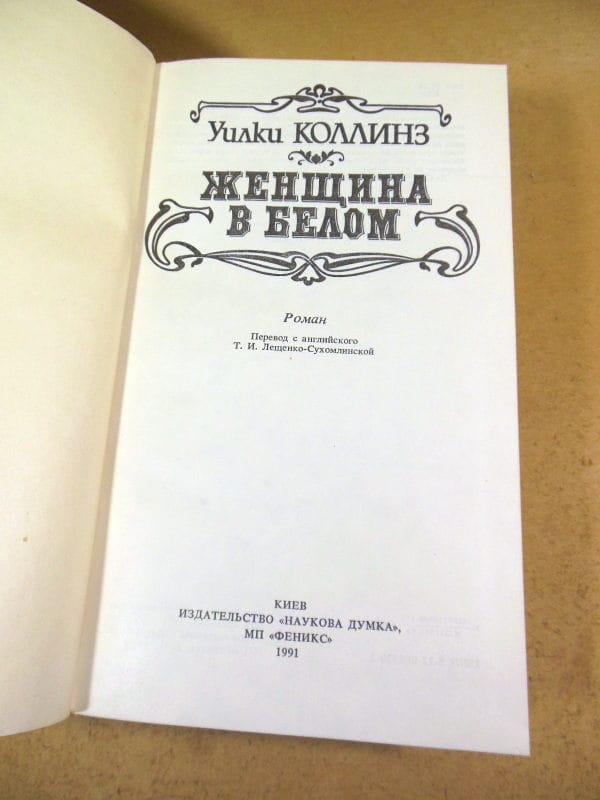 Уилки КОЛЛИНЗ
ЖЕНЩИНА
В БЕЛОМ
Роман
Перевод с английского
Т. И. Лещенко-Сухомлинской
КИЕВ
ИЗДАТЕЛЬСТВО «НАУКОВА ДУМКА»,
МП «ФЕНИКС»
1991